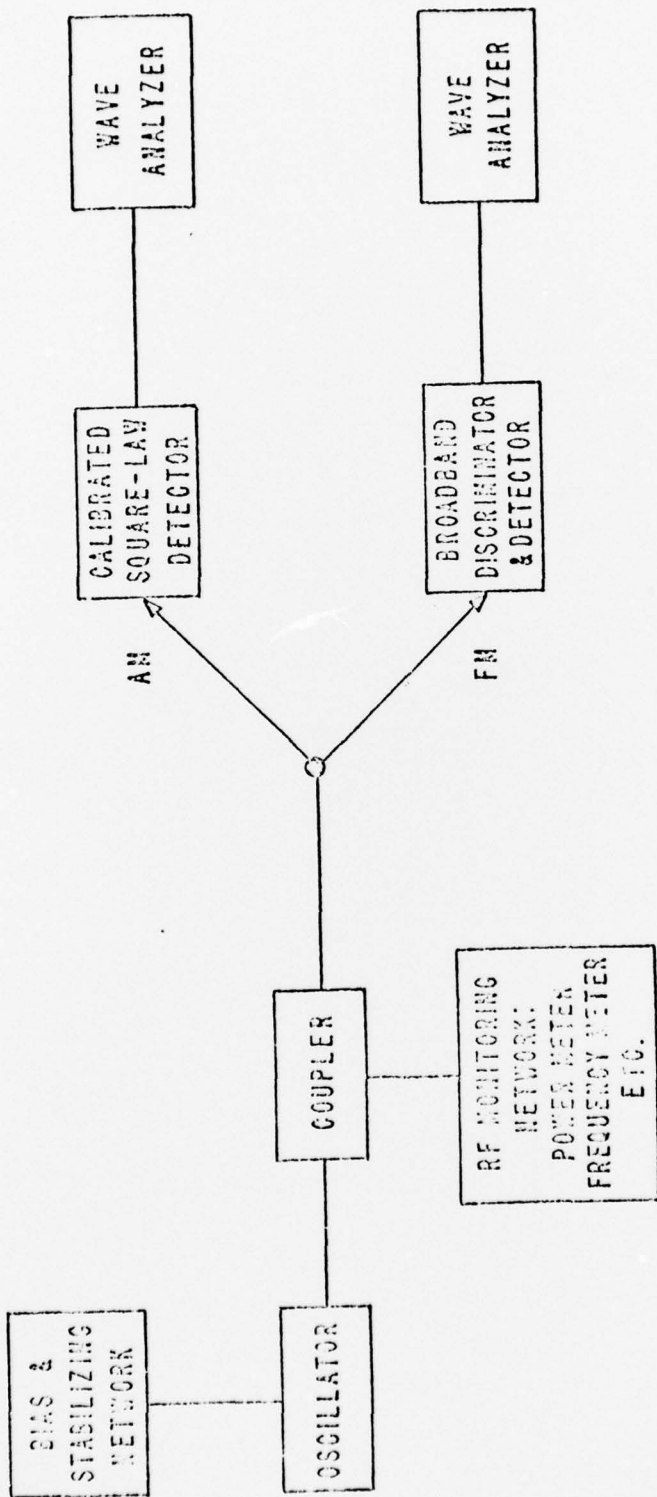 BIAS &
STABILIZING
NETWORK
OSCILLATOR
COUPLER
RF MONITORING
NETWORK:
POWER METER
FREQUENCY METER
ETC.
AM
FM
CALIBRATED
SQUARE-LAW
DETECTOR
WAVE
ANALYZER
BROADBAND
DISCRIMINATOR
& DETECTOR
WAVE
ANALYZER